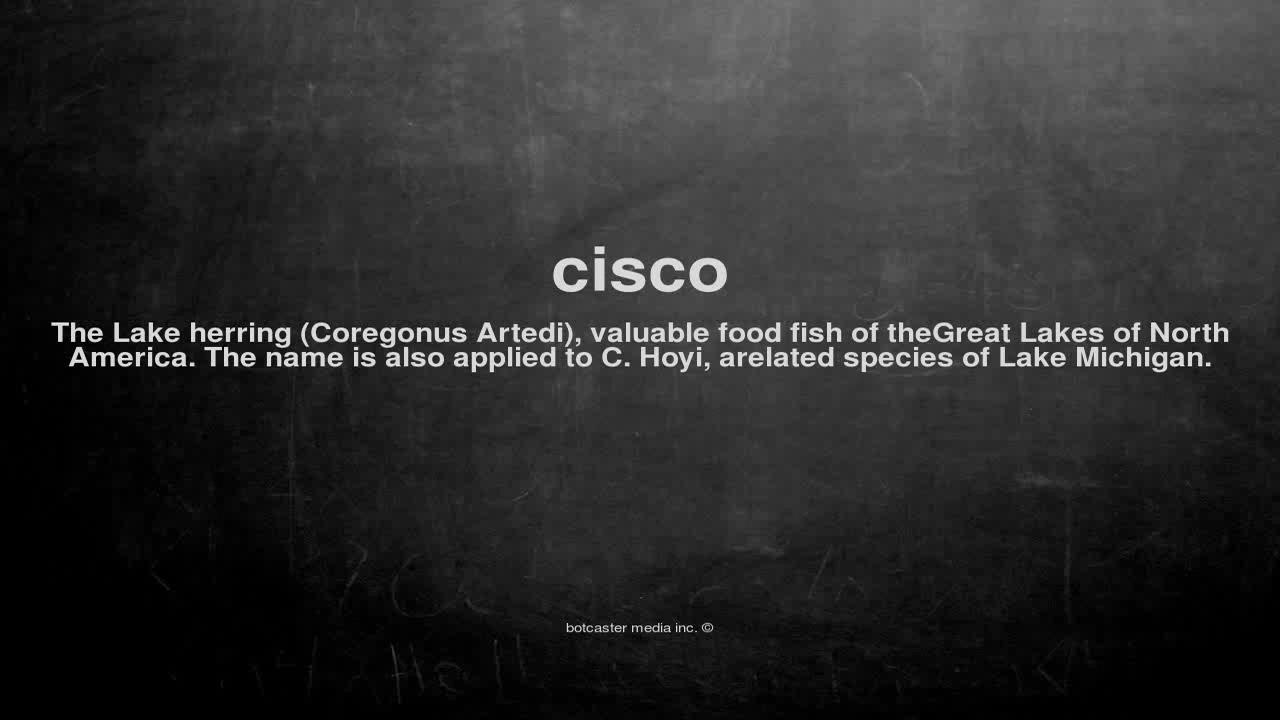 cisco
The Lake herring (Coregonus Artedi), valuable food fish of theGreat Lakes of North
America. The name is also applied to C. Hoyi, arelated species of Lake Michigan.
botcaster media inc. ©